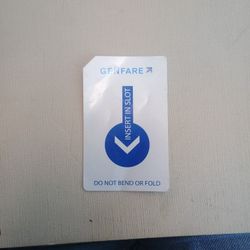 GENFARE
INSERT IN SLOT
DO NOT BEND OR FOLD